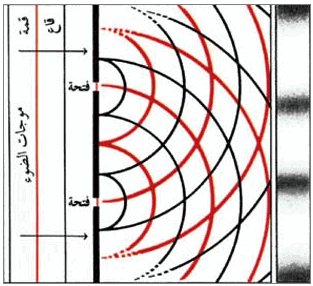 قمة
قاع
موجات الضوء
فتحة
فتحة